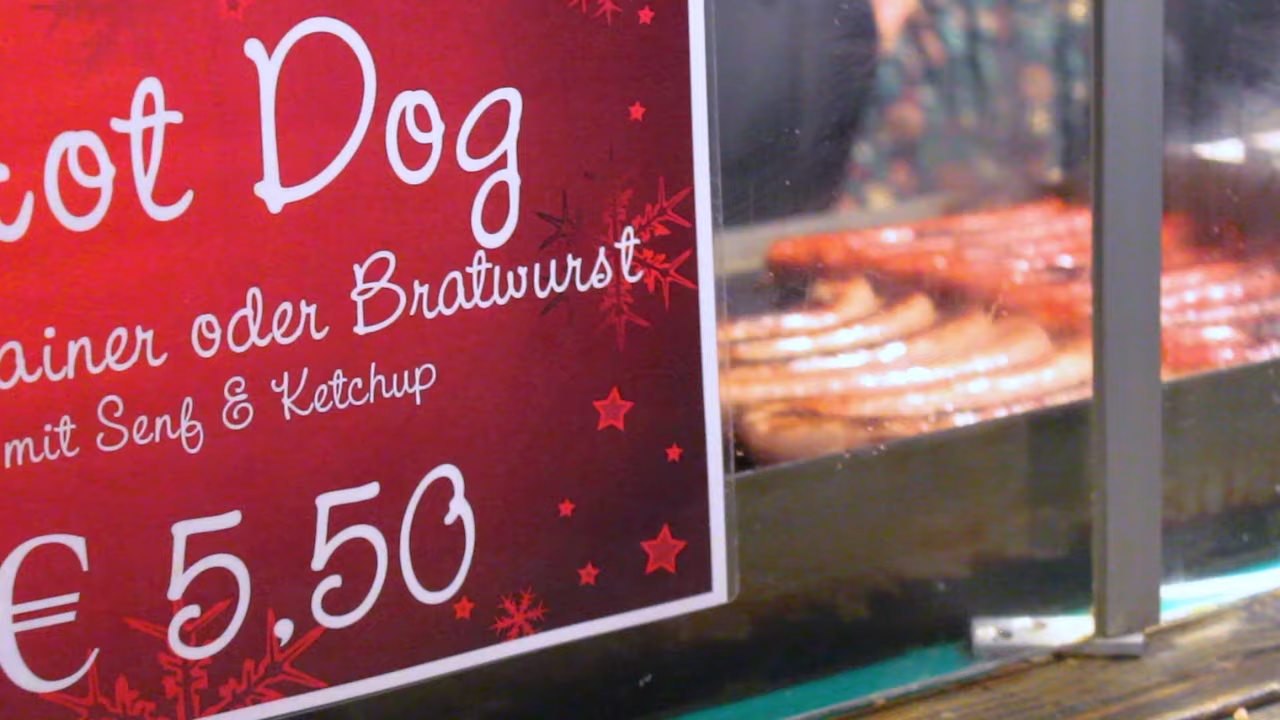 ot Dog
ainer oder Bratwurst
mit Senf & Ketchup
€ 5,50